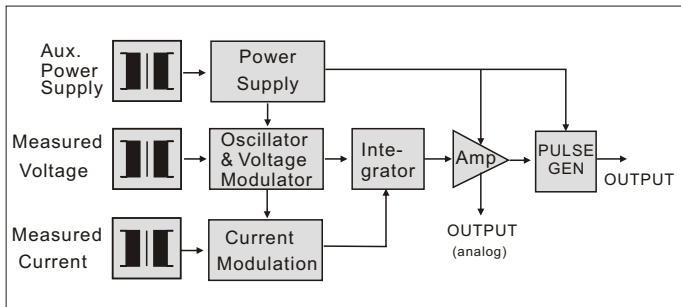 Aux.
Power
Supply
Power
Supply
Measured
Voltage
Oscillator
& Voltage
Modulator
Inte-
grator
Amp
PULSE
GEN
OUTPUT
OUTPUT
(analog)
Measured
Current
Current
Modulation